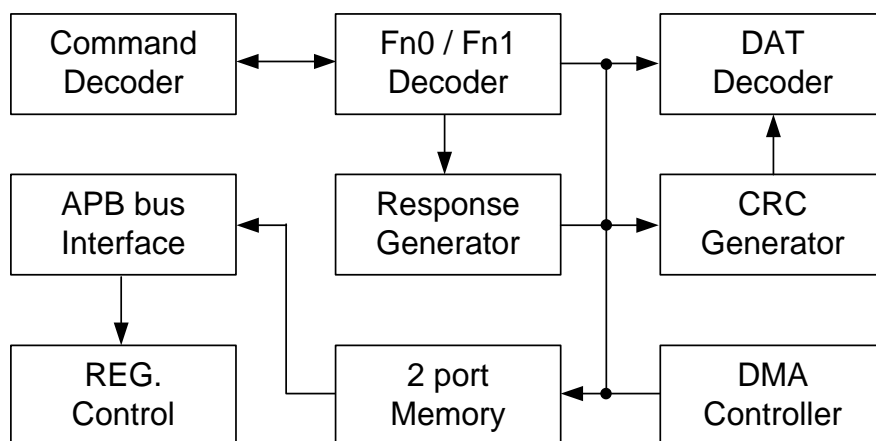 Command
Decoder
Fn0 / Fn1
Decoder
DAT
Decoder
APB bus
Interface
Response
Generator
CRC
Generator
REG.
Control
2 port
Memory
DMA
Controller